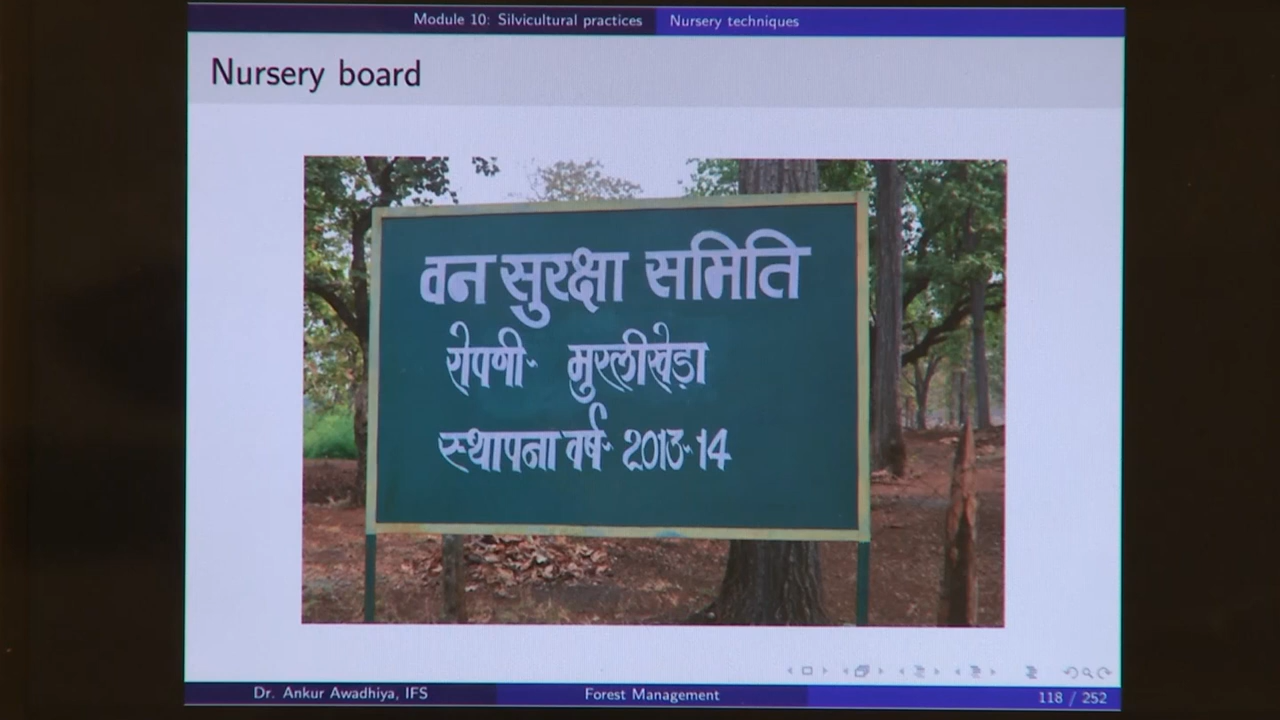 Module 10: Silvicultural practices Nursery techniques
Nursery board
वन सुरक्षा समिति
रोपणी- मुरलीखेड़ा
स्थापना वर्ष- 2013-14
Dr. Ankur Awadhiya, IFS Forest Management 118 / 252